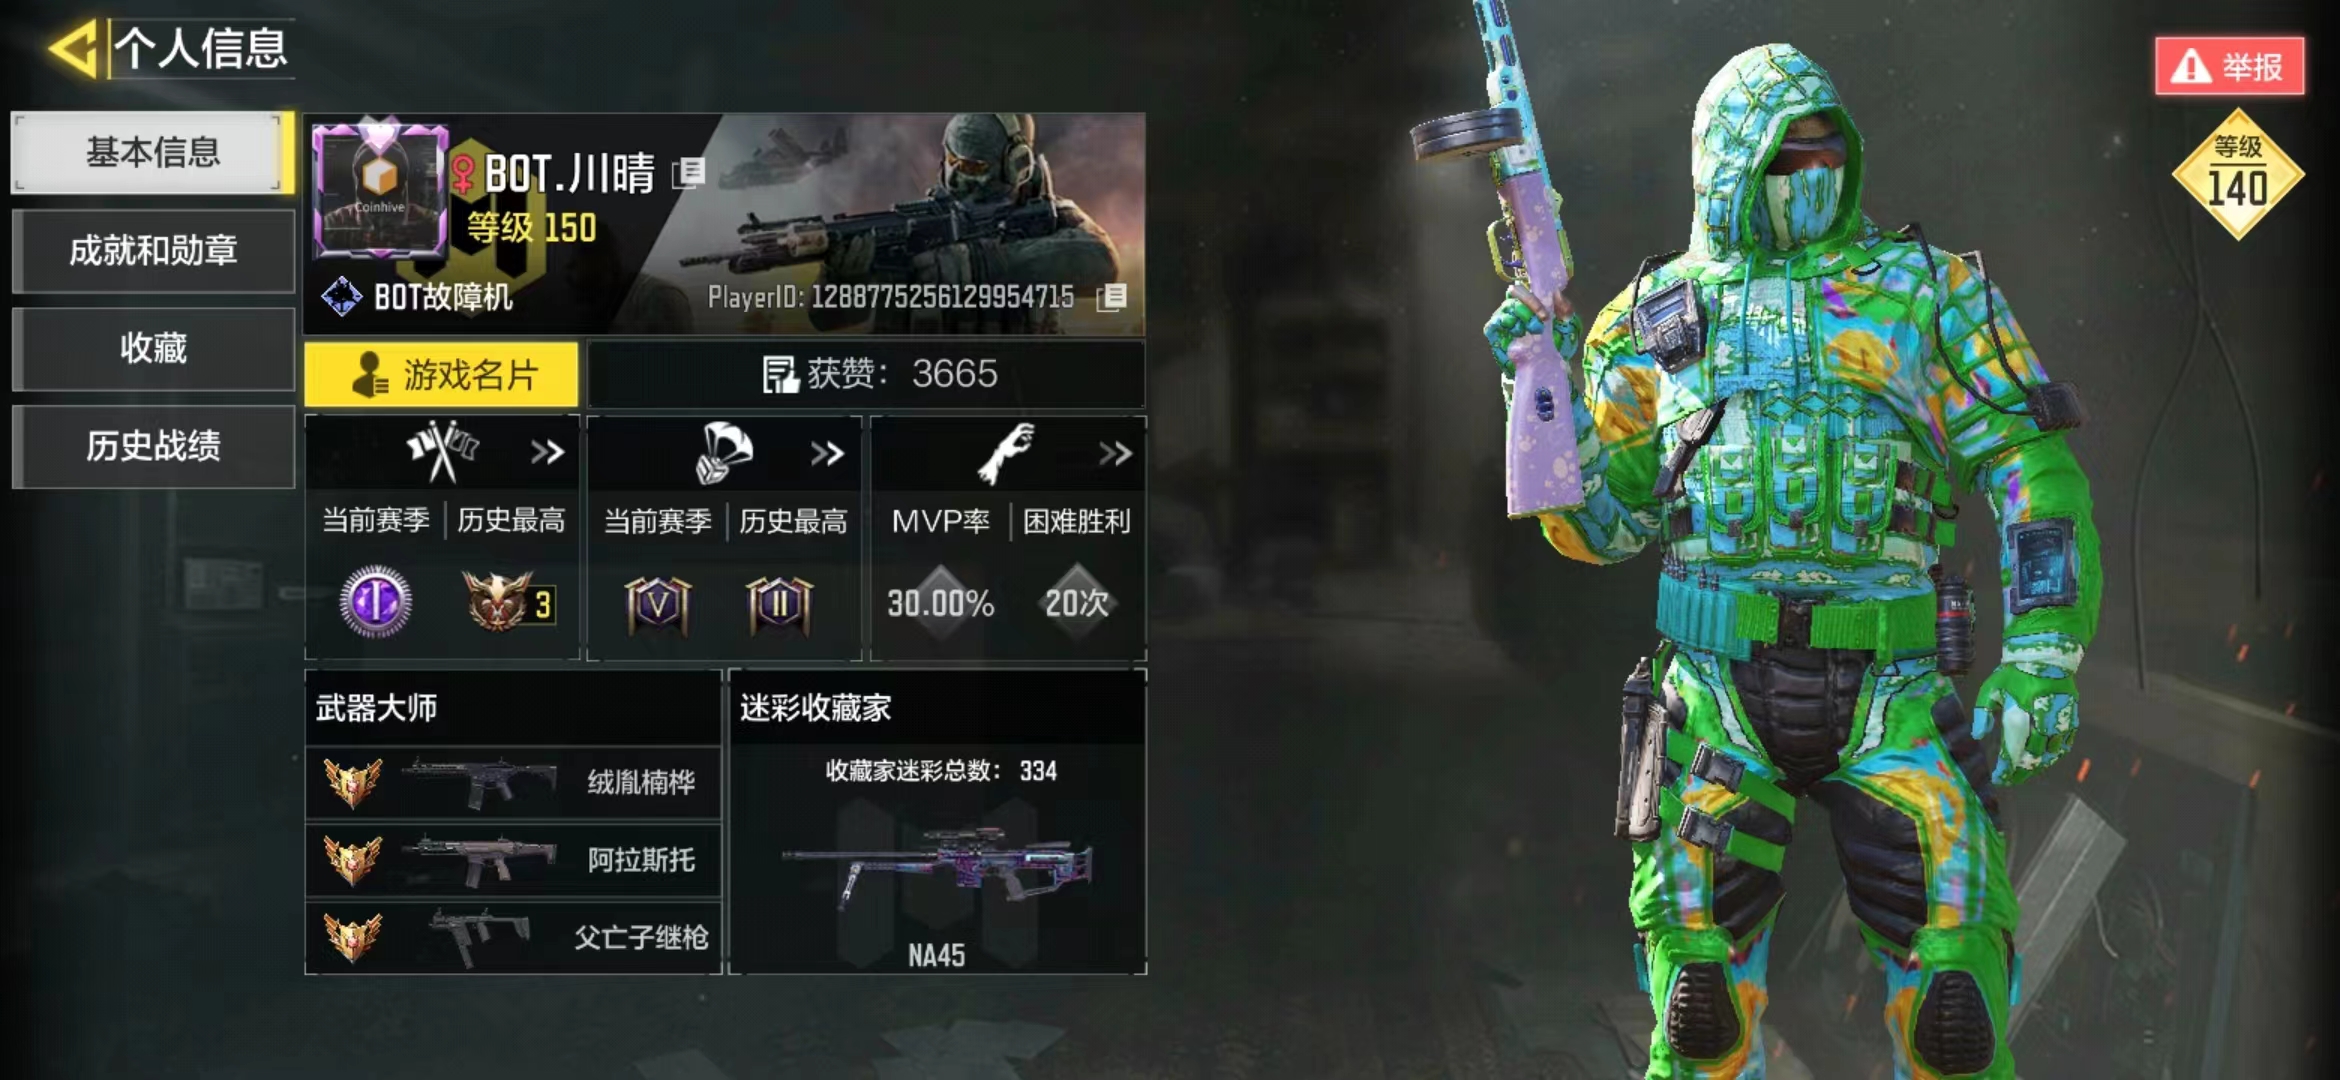 个人信息
举报
基本信息
成就和勋章
收藏
历史战绩
Coinhive
BOT.川晴
等级 150
BOT故障机
PlayerID: 1288775256129954715
等级
140
游戏名片
获赞： 3665
当前赛季 历史最高
当前赛季 历史最高
MVP率 困难胜利
I
3
V
II
30.00%
20次
武器大师
绒胤楠桦
阿拉斯托
父亡子继枪
迷彩收藏家
收藏家迷彩总数： 334
NA45